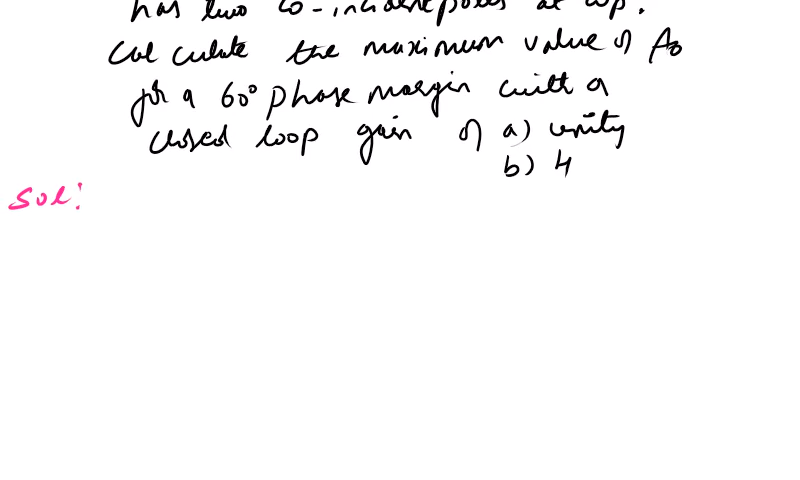 has two co-incident poles at ωp.
Calculate the maximum value of A0
for a 60° phase margin with a
closed loop gain of a) unity
b) 4
Sol: